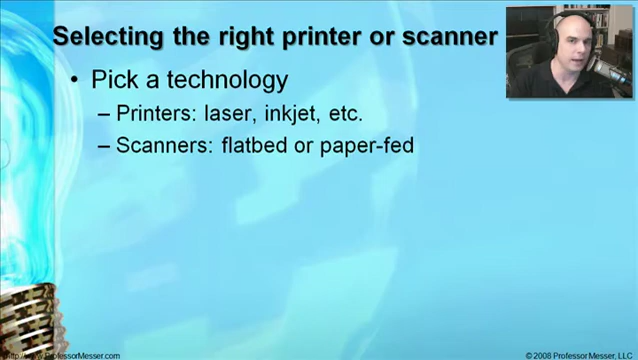 Selecting the right printer or scanner
• Pick a technology
– Printers: laser, inkjet, etc.
– Scanners: flatbed or paper-fed
http://www.ProfessorMesser.com
© 2008 Professor Messer, LLC